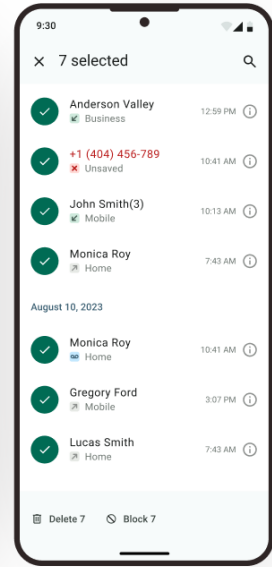 9:30
7 selected
Anderson Valley
Business
12:59 PM
+1 (404) 456-789
Unsaved
10:41 AM
John Smith(3)
Mobile
10:13 AM
Monica Roy
Home
7:43 AM
August 10, 2023
Monica Roy
Home
10:41 AM
Gregory Ford
Mobile
3:07 PM
Lucas Smith
Home
7:43 AM
Delete 7 Block 7